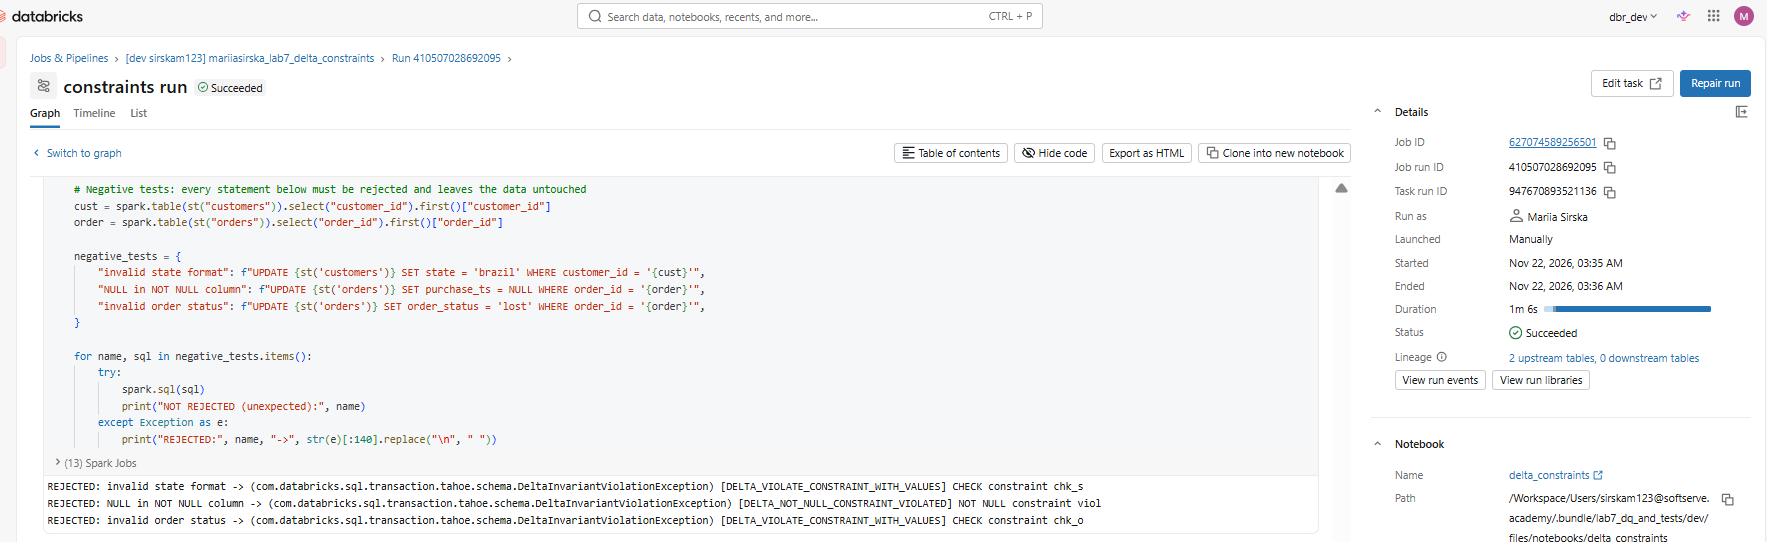 databricks
Search data, notebooks, recents, and more...
CTRL + P
dbr_dev
M
Jobs & Pipelines > [dev sirskam123] mariiasirska_lab7_delta_constraints > Run 410507028692095 >
constraints run
Succeeded
Edit task
Repair run
Graph
Timeline
List
Switch to graph
Table of contents
Hide code
Export as HTML
Clone into new notebook
# Negative tests: every statement below must be rejected and leaves the data untouched
cust = spark.table(st("customers")).select("customer_id").first()["customer_id"]
order = spark.table(st("orders")).select("order_id").first()["order_id"]
negative_tests = {
"invalid state format": f"UPDATE {st('customers')} SET state = 'brazil' WHERE customer_id = '{cust}'",
"NULL in NOT NULL column": f"UPDATE {st('orders')} SET purchase_ts = NULL WHERE order_id = '{order}'",
"invalid order status": f"UPDATE {st('orders')} SET order_status = 'lost' WHERE order_id = '{order}'",
}
for name, sql in negative_tests.items():
try:
spark.sql(sql)
print("NOT REJECTED (unexpected):", name)
except Exception as e:
print("REJECTED:", name, "->", str(e)[:140].replace("\n", " "))
(13) Spark Jobs
REJECTED: invalid state format -> (com.databricks.sql.transaction.tahoe.schema.DeltaInvariantViolationException) [DELTA_VIOLATE_CONSTRAINT_WITH_VALUES] CHECK constraint chk_s
REJECTED: NULL in NOT NULL column -> (com.databricks.sql.transaction.tahoe.schema.DeltaInvariantViolationException) [DELTA_NOT_NULL_CONSTRAINT_VIOLATED] NOT NULL constraint viol
REJECTED: invalid order status -> (com.databricks.sql.transaction.tahoe.schema.DeltaInvariantViolationException) [DELTA_VIOLATE_CONSTRAINT_WITH_VALUES] CHECK constraint chk_o
Details
Job ID 627074589256501
Job run ID 410507028692095
Task run ID 947670893521136
Run as Mariia Sirska
Launched Manually
Started Nov 22, 2026, 03:35 AM
Ended Nov 22, 2026, 03:36 AM
Duration 1m 6s
Status Succeeded
Lineage 2 upstream tables, 0 downstream tables
View run events
View run libraries
Notebook
Name delta_constraints
Path /Workspace/Users/sirskam123@softserve.
academy/.bundle/lab7_dq_and_tests/dev/
files/notebooks/delta_constraints